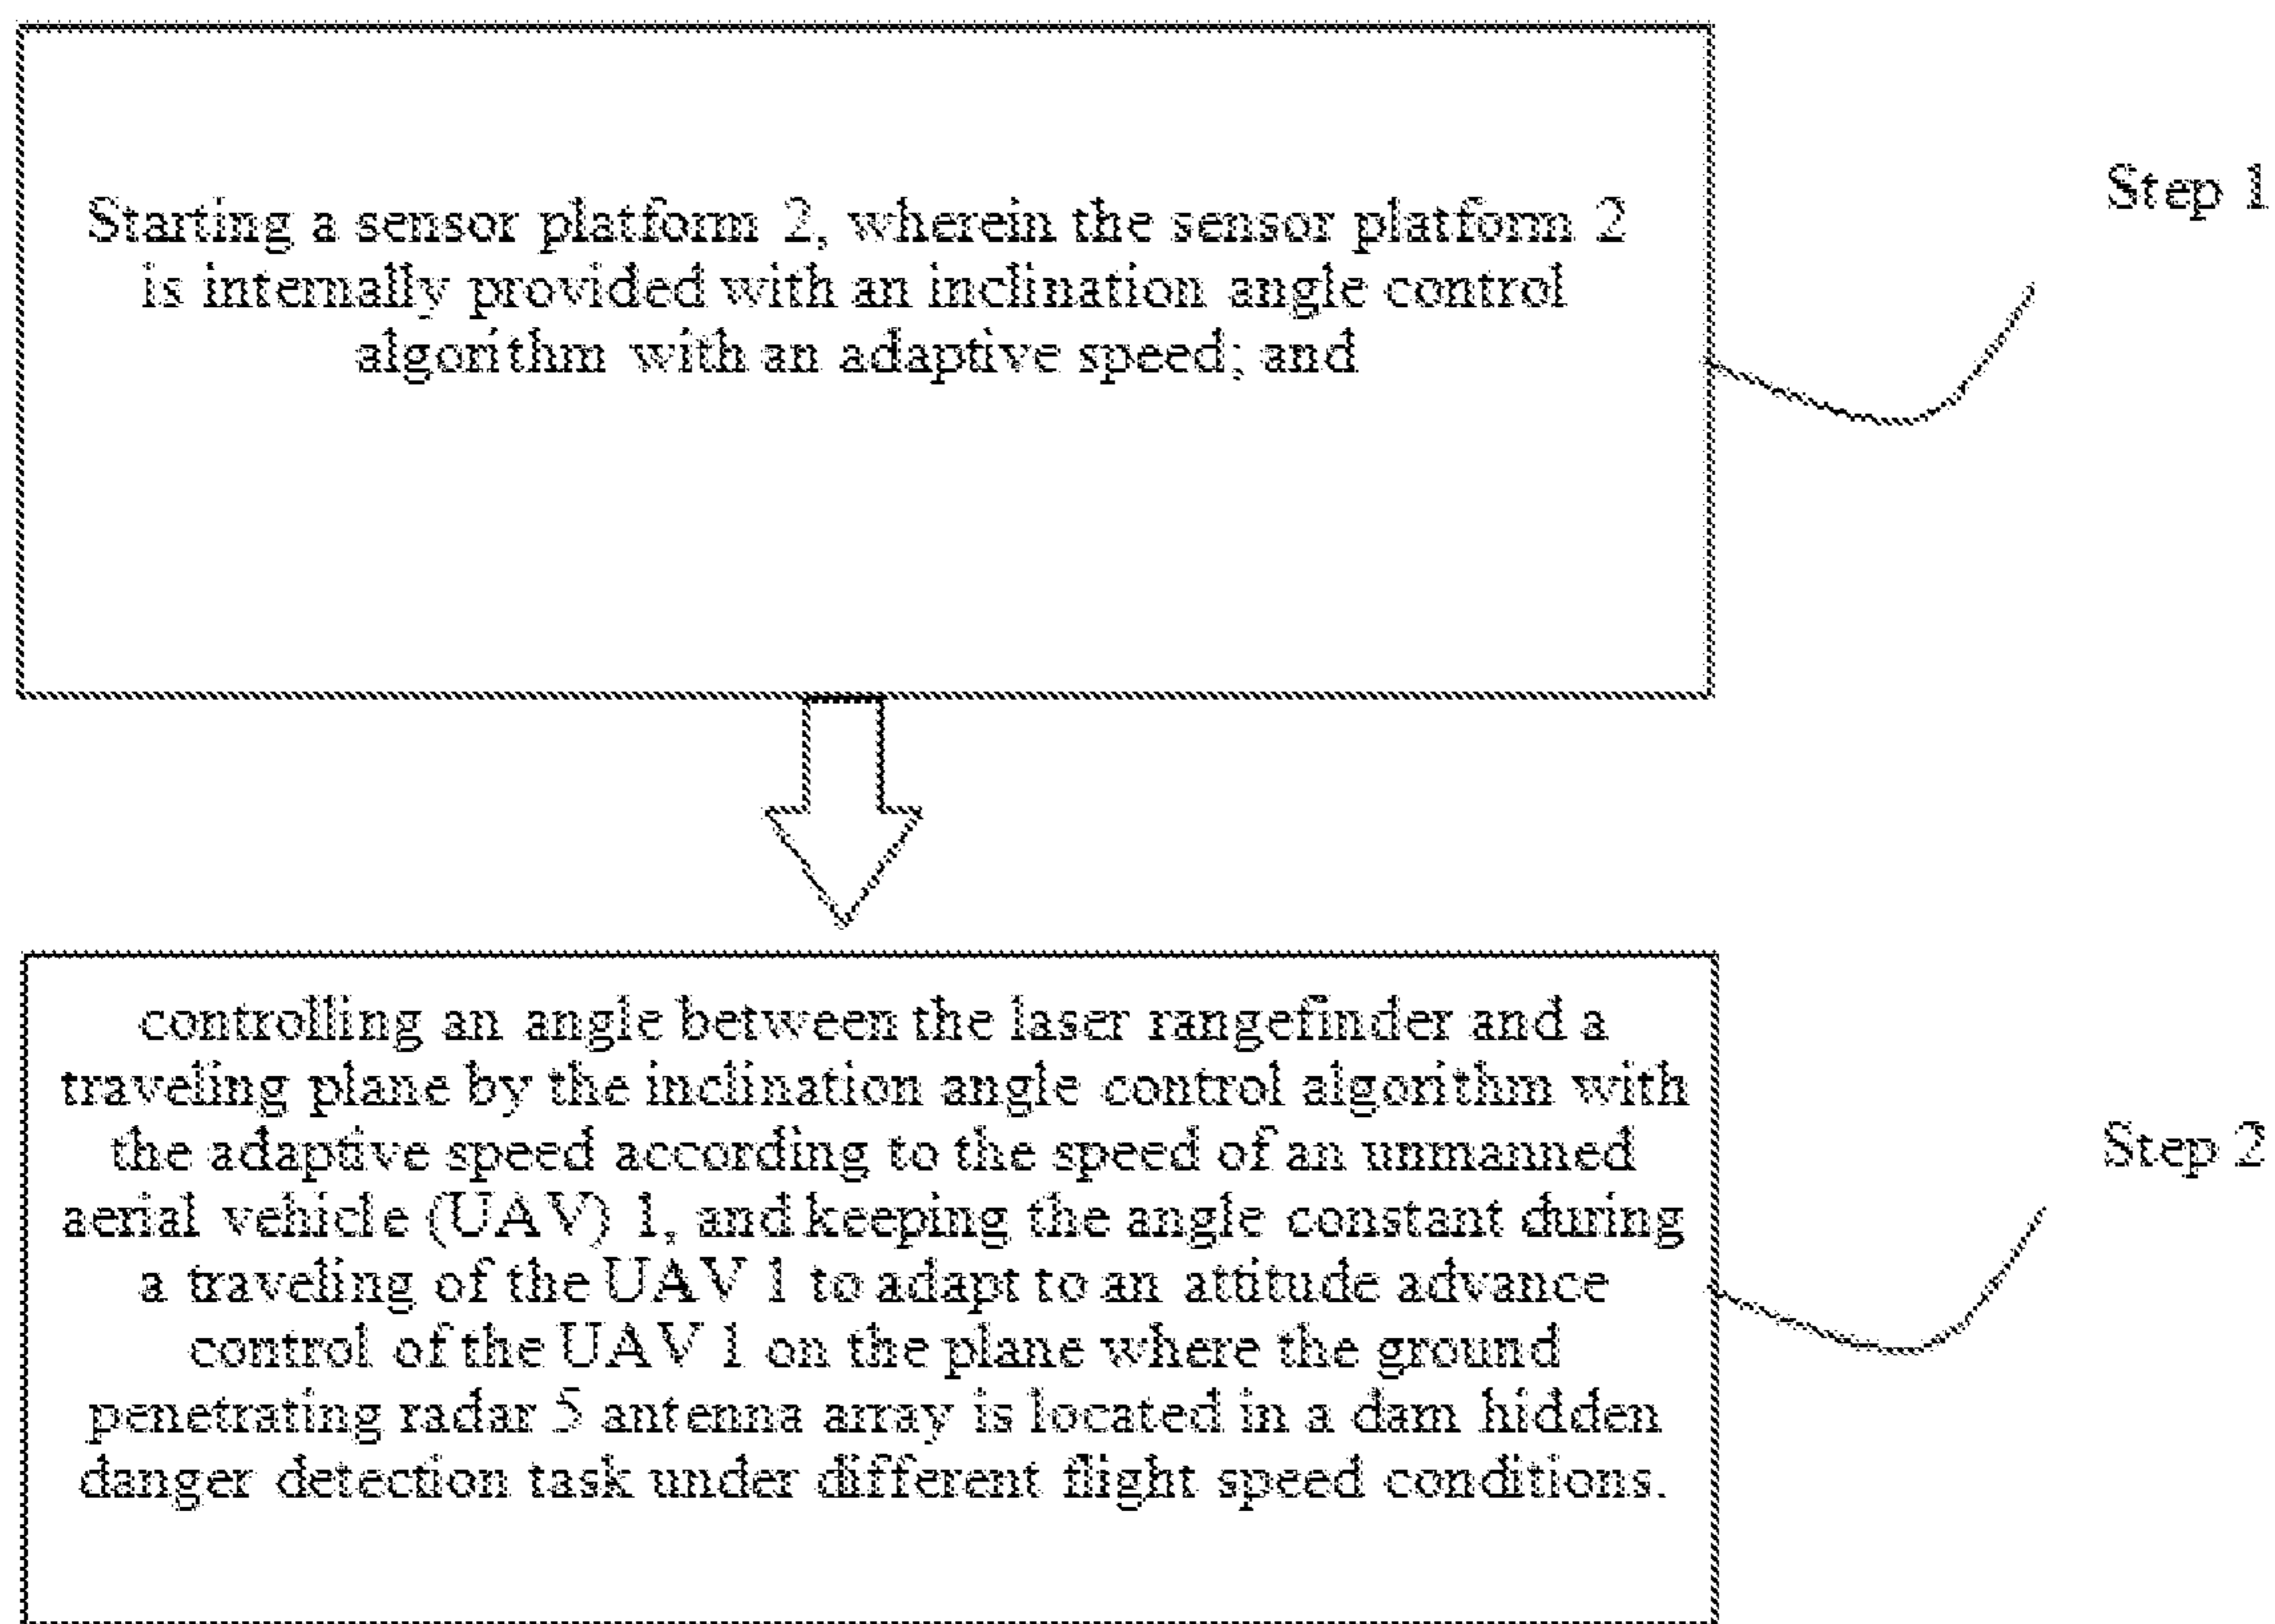 Starting a sensor platform 2, wherein the sensor platform 2
is internally provided with an inclination angle control
algorithm with an adaptive speed; and
Step 1
controlling an angle between the laser rangefinder and a
traveling plane by the inclination angle control algorithm with
the adaptive speed according to the speed of an unmanned
aerial vehicle (UAV) 1, and keeping the angle constant during
a traveling of the UAV 1 to adapt to an attitude advance
control of the UAV 1 on the plane where the ground
penetrating radar 5 antenna array is located in a dam hidden
danger detection task under different flight speed conditions.
Step 2